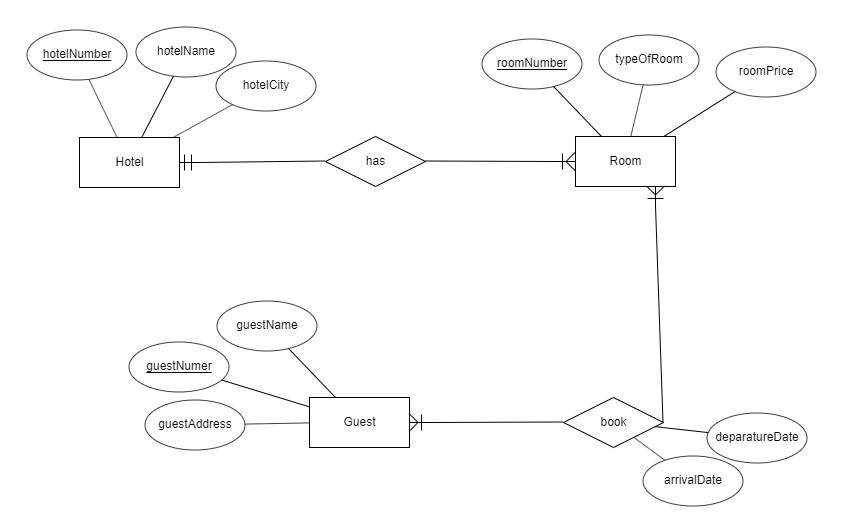 hotelNumber
hotelName
hotelCity
roomNumber
typeOfRoom
roomPrice
Hotel
has
Room
guestName
guestNumer
guestAddress
Guest
book
deparatureDate
arrivalDate